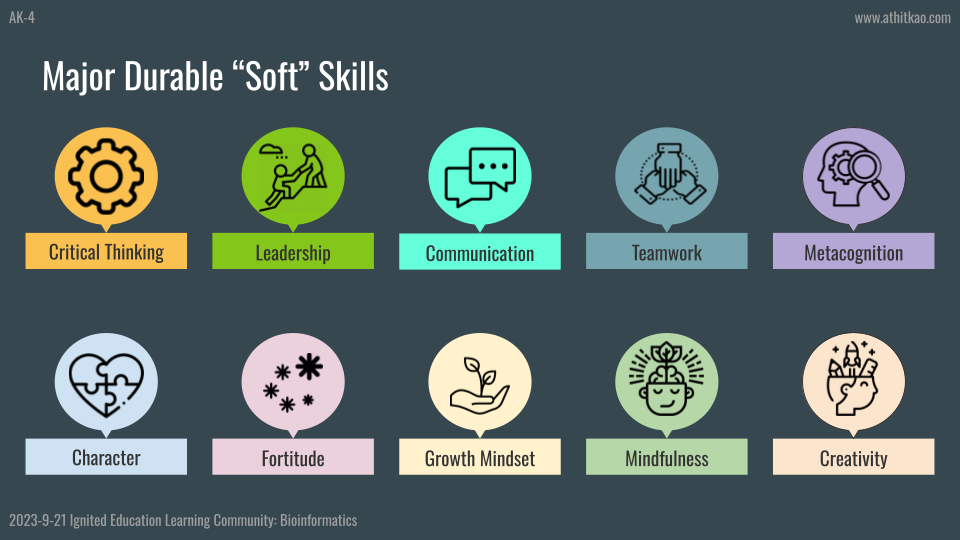 AK-4
www.athitkao.com
Major Durable “Soft” Skills
Critical Thinking
Leadership
Communication
Teamwork
Metacognition
Character
Fortitude
Growth Mindset
Mindfulness
Creativity
2023-9-21 Ignited Education Learning Community: Bioinformatics